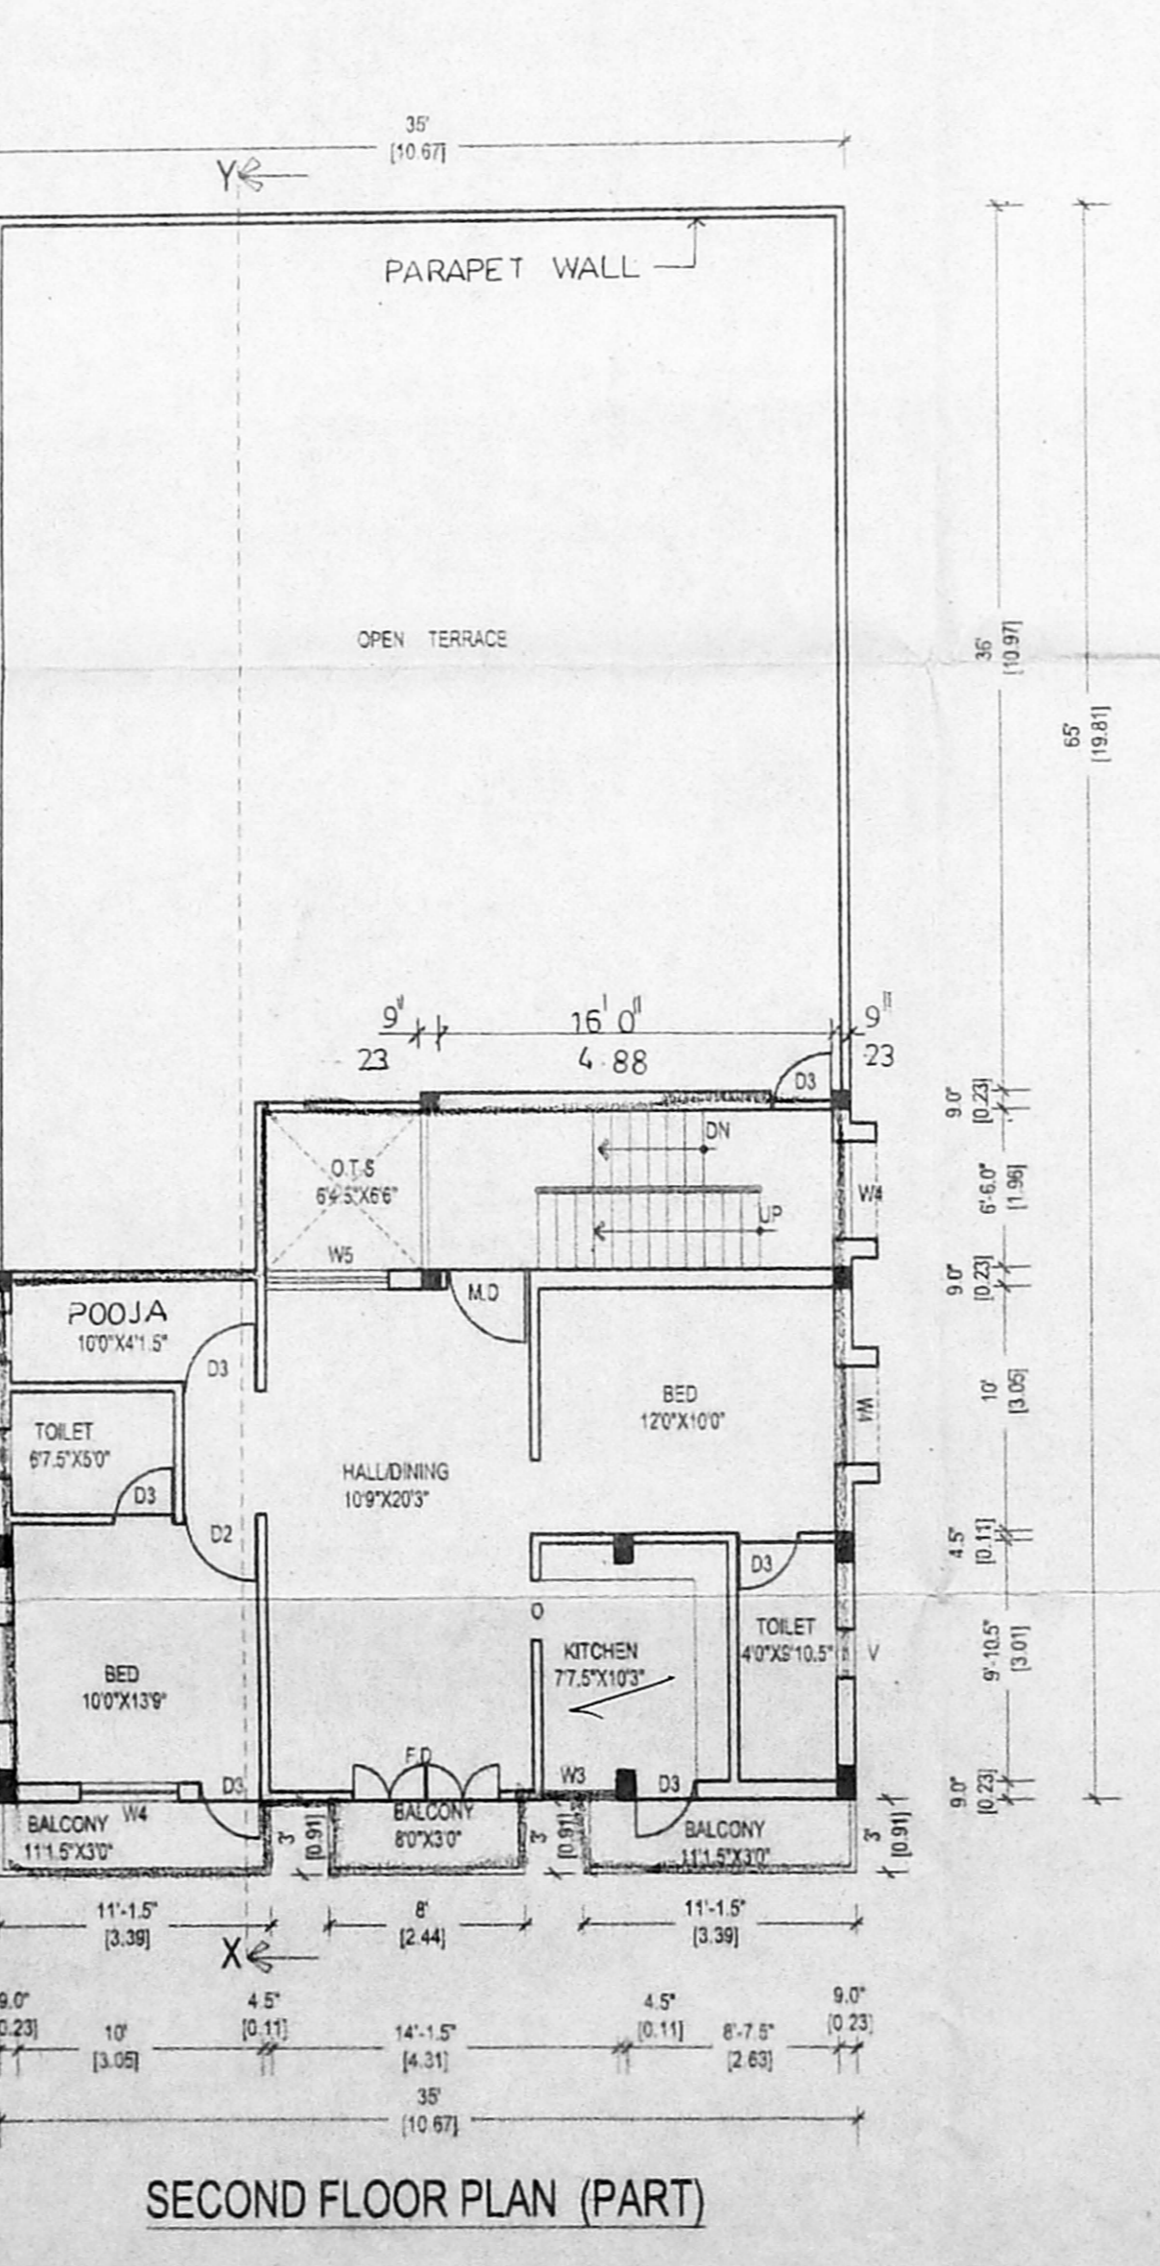 35'
[10.67]
Y
PARAPET WALL
OPEN TERRACE
36'
[10.97]
65'
[19.81]
9"
16' 0"
9"
23
4.88
23
D3
9.0"
[0.23]
DN
O.T.S
6'4.5"X6'6"
W4
6'-6.0"
[1.96]
UP
W5
M.D
9.0"
[0.23]
POOJA
10'0"X4'1.5"
D3
BED
12'0"X10'0"
10'
[3.05]
W4
TOILET
6'7.5"X5'0"
HALL/DINING
10'9"X20'3"
D3
D2
4.5"
[0.11]
D3
O
TOILET
4'0"X9'10.5"
V
KITCHEN
7'7.5"X10'3"
9'-10.5"
[3.01]
BED
10'0"X13'9"
F.D
W3
D3
D3
9.0"
[0.23]
W4
BALCONY
11'1.5"X3'0"
3'
[0.91]
BALCONY
8'0"X3'0"
3'
[0.91]
BALCONY
11'1.5"X3'0"
3'
[0.91]
11'-1.5"
[3.39]
8'
[2.44]
11'-1.5"
[3.39]
X
9.0"
0.23]
10'
[3.05]
4.5"
[0.11]
14'-1.5"
[4.31]
4.5"
[0.11]
8'-7.5"
[2.63]
9.0"
[0.23]
35'
[10.67]
SECOND FLOOR PLAN (PART)